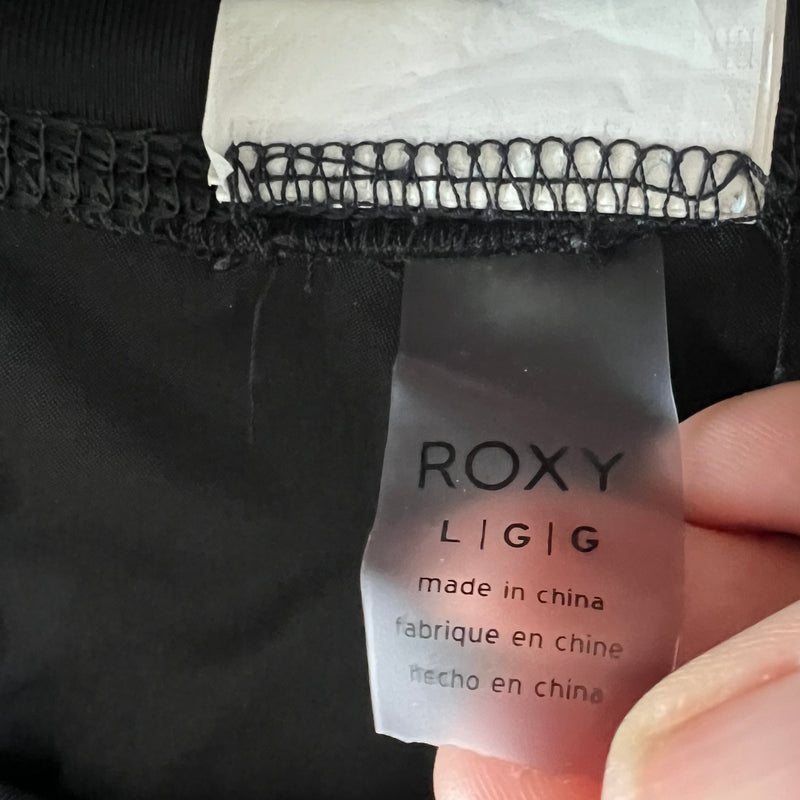 ROXY
L | G | G
made in china
fabrique en chine
hecho en china